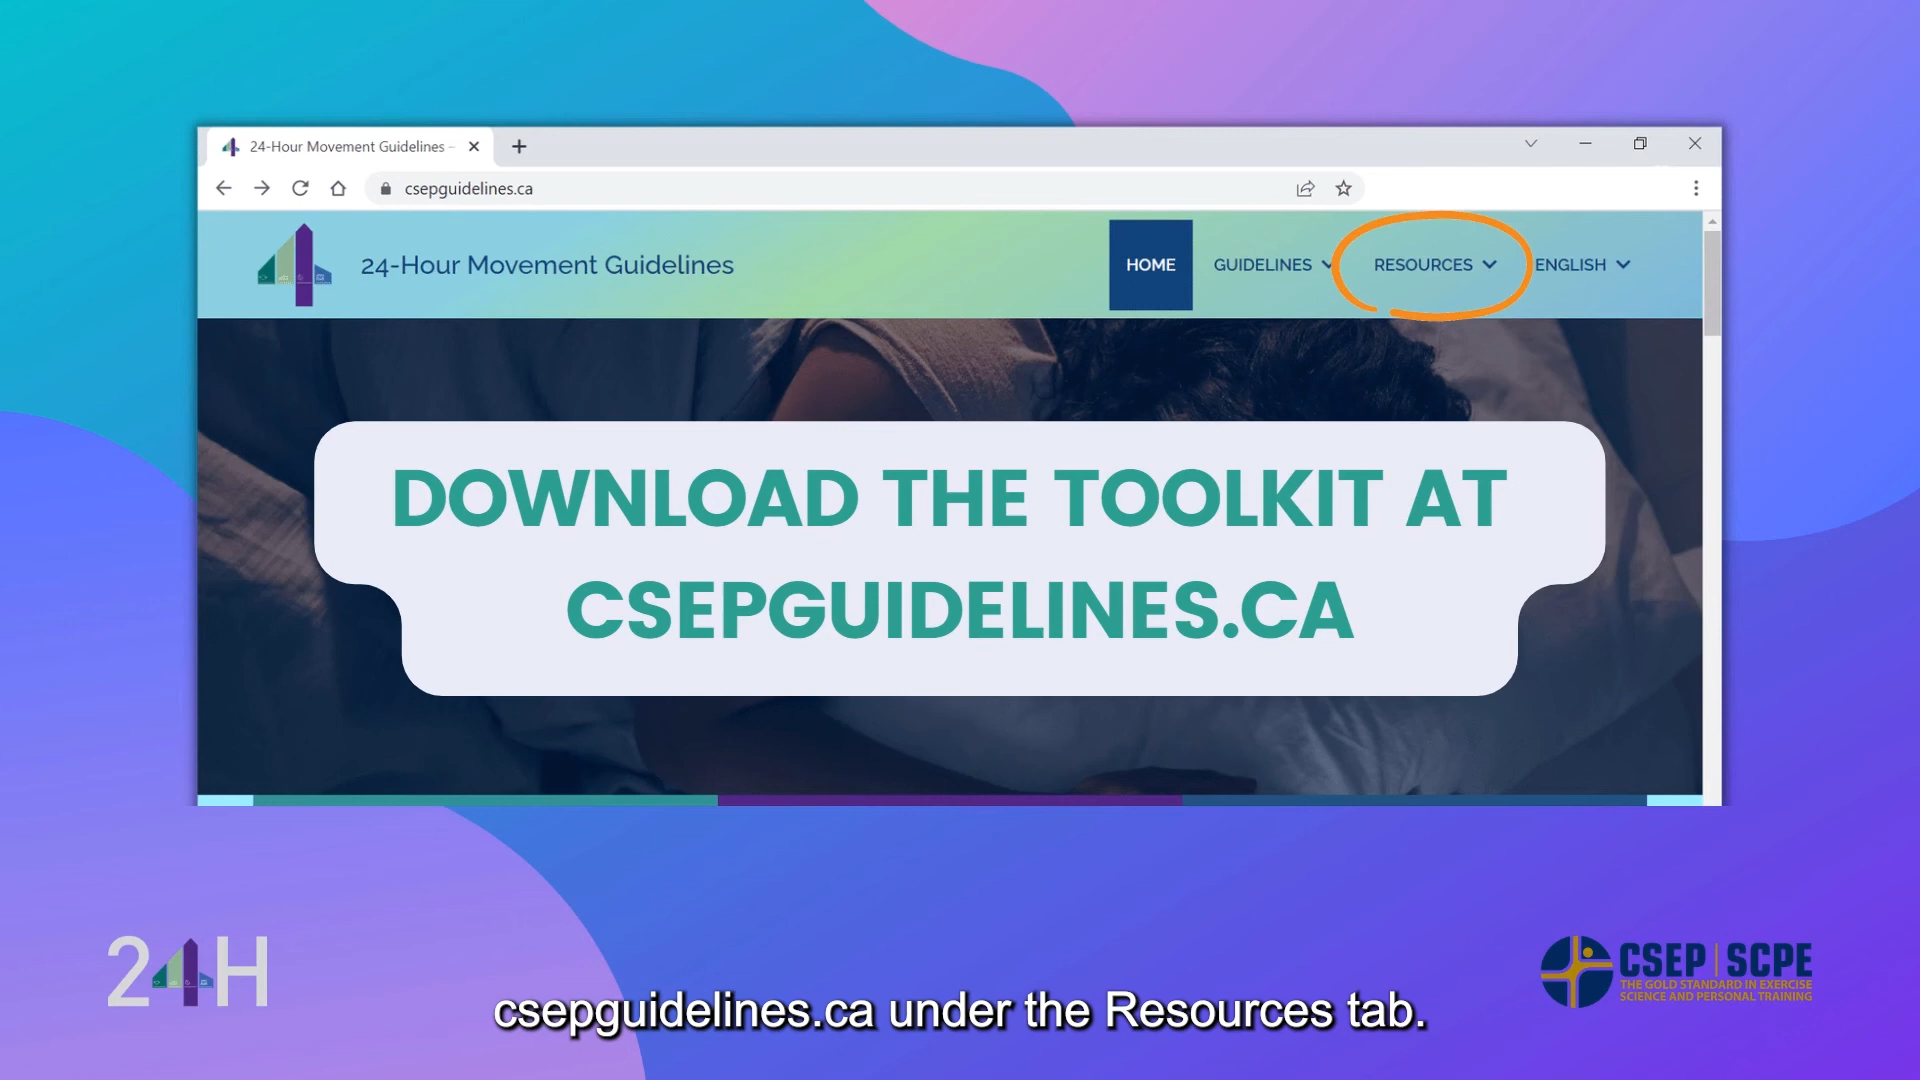 24-Hour Movement Guidelines –
csepguidelines.ca
24-Hour Movement Guidelines
HOME
GUIDELINES
RESOURCES
ENGLISH
DOWNLOAD THE TOOLKIT AT
CSEPGUIDELINES.CA
24H
CSEP | SCPE
THE GOLD STANDARD IN EXERCISE
SCIENCE AND PERSONAL TRAINING
csepguidelines.ca under the Resources tab.